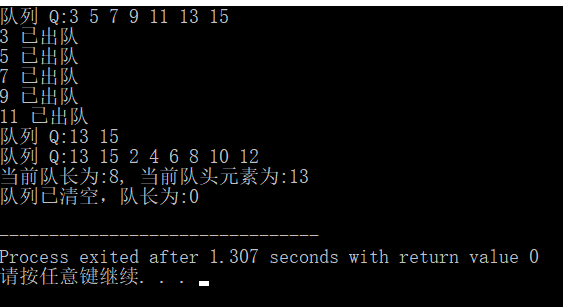 队列 Q:3 5 7 9 11 13 15
3 已出队
5 已出队
7 已出队
9 已出队
11 已出队
队列 Q:13 15
队列 Q:13 15 2 4 6 8 10 12
当前队长为:8, 当前队头元素为:13
队列已清空，队长为:0
--------------------------------
Process exited after 1.307 seconds with return value 0
请按任意键继续. . .